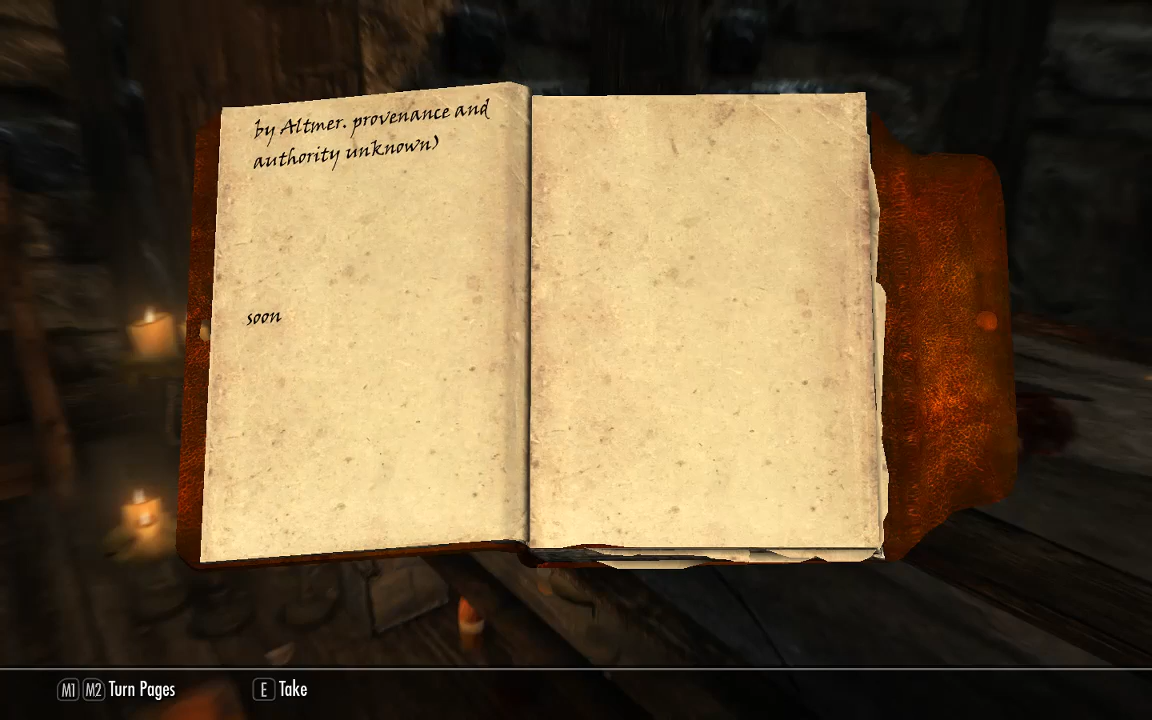 by Altmer. provenance and
authority unknown)
soon
M1 M2 Turn Pages
E Take